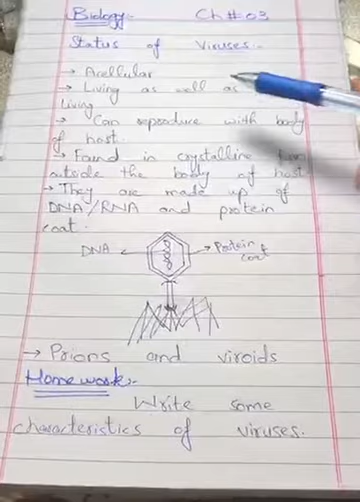 Biology Ch # 03
Status of Viruses:-
→ Acellular
→ Living as well as
Living
→ Can reproduce with body
of host.
→ Found in crystalline
outside the body of host
→ They are made up of
DNA/RNA and protein
coat.
DNA
Protein
coat
→ Prions and viroids
Homework:-
Write some
characteristics of viruses.